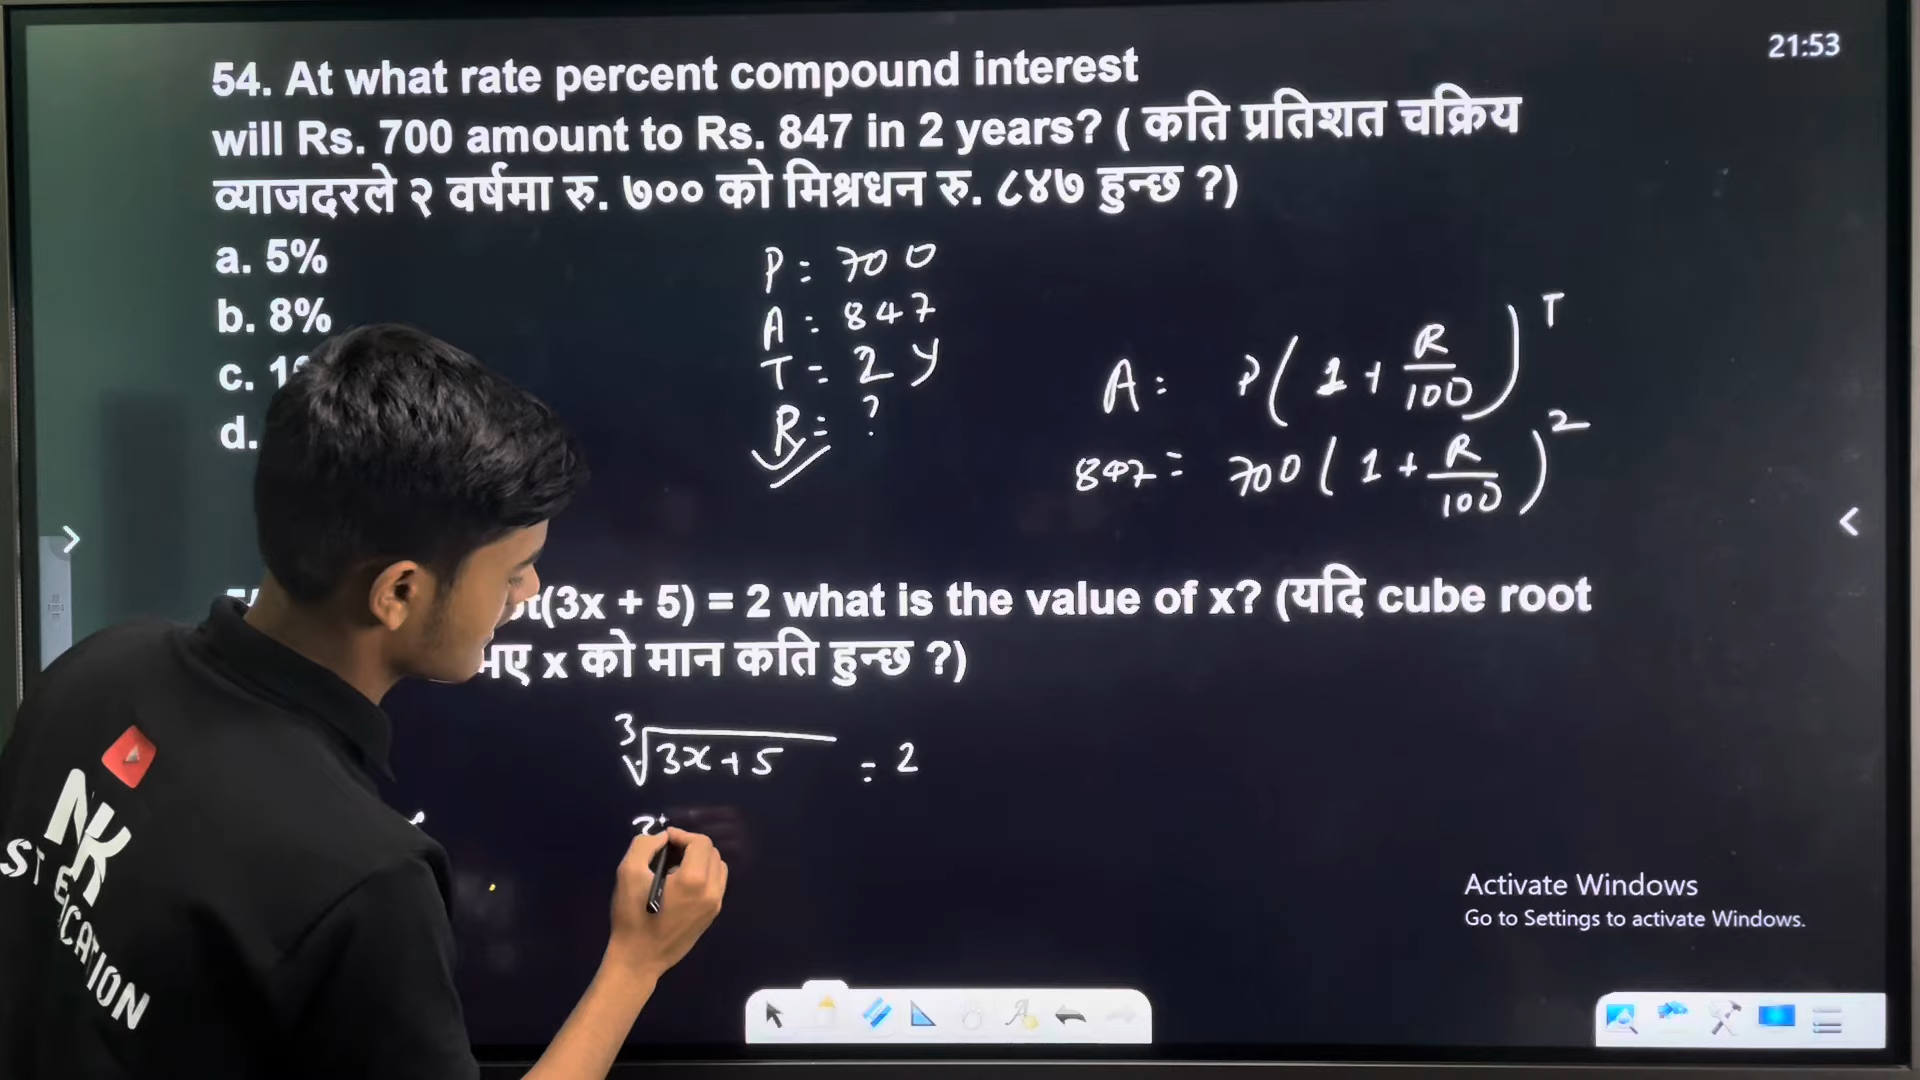 21:53
54. At what rate percent compound interest
will Rs. 700 amount to Rs. 847 in 2 years? ( कति प्रतिशत चक्रिय
व्याजदरले २ वर्षमा रु. ७०० को मिश्रधन रु. ८४७ हुन्छ ?)
a. 5%
b. 8%
c.
d.
P = 700
A = 847
T = 2 y
R = ?
A = P(1 + R/100)^T
847 = 700(1 + R/100)^2
(3x + 5) = 2 what is the value of x? (यदि cube root
x को मान कति हुन्छ ?)
∛(3x+5) = 2
NK
ST EDUCATION
Activate Windows
Go to Settings to activate Windows.